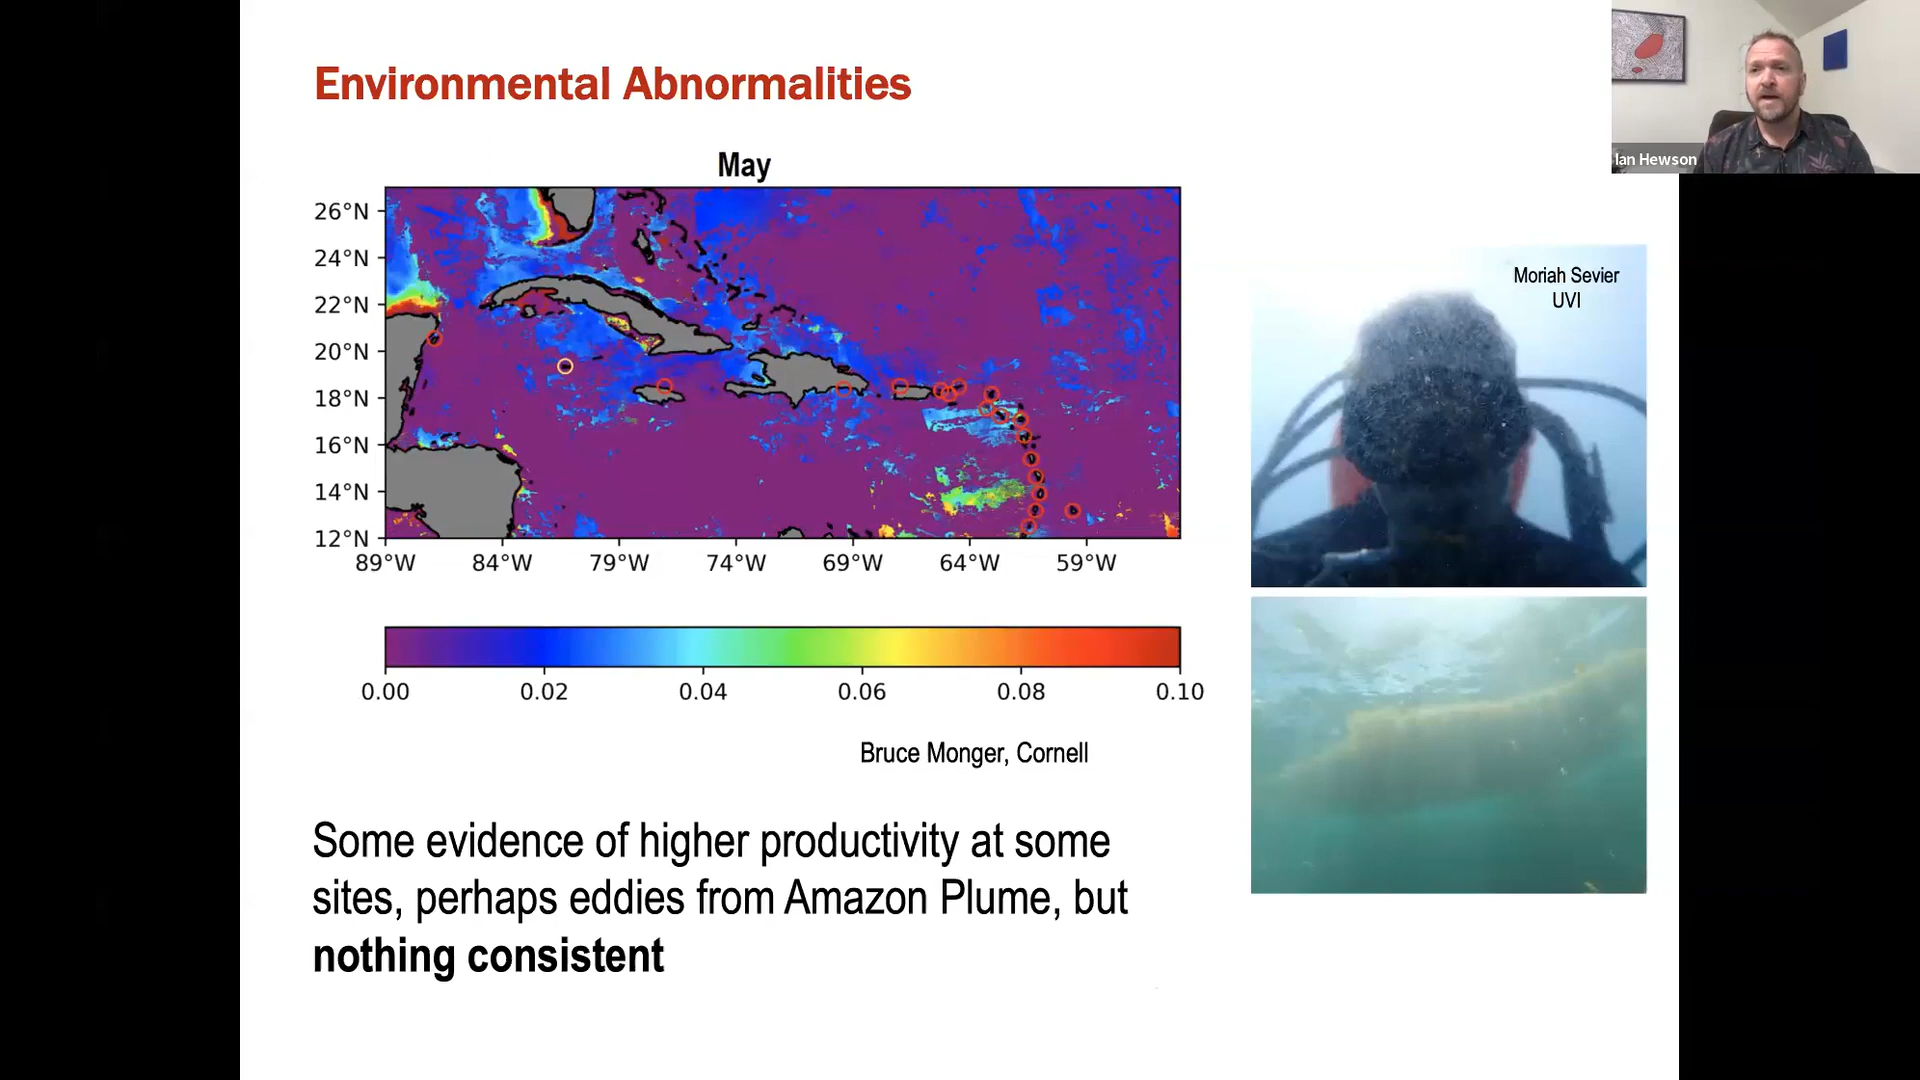 Environmental Abnormalities
Ian Hewson
May
26°N
24°N
22°N
20°N
18°N
16°N
14°N
12°N
89°W 84°W 79°W 74°W 69°W 64°W 59°W
0.00 0.02 0.04 0.06 0.08 0.10
Bruce Monger, Cornell
Moriah Sevier
UVI
Some evidence of higher productivity at some
sites, perhaps eddies from Amazon Plume, but
nothing consistent